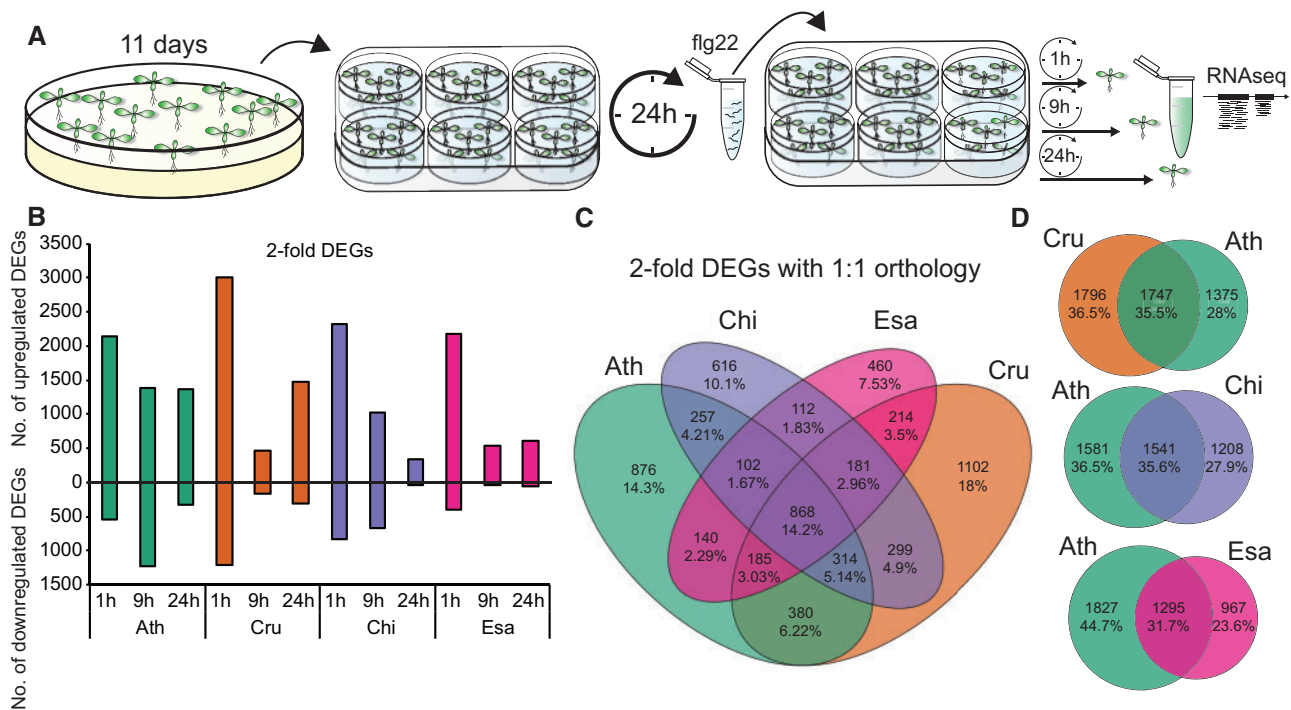 A
11 days
24h
flg22
1h
9h
24h
RNAseq
B
2-fold DEGs
No. of upregulated DEGs
No. of downregulated DEGs
3500
3000
2500
2000
1500
1000
500
0
500
1000
1500
1h 9h 24h 1h 9h 24h 1h 9h 24h 1h 9h 24h
Ath Cru Chi Esa
C
2-fold DEGs with 1:1 orthology
Ath
Chi
Esa
Cru
616
10.1%
460
7.53%
257
4.21%
112
1.83%
214
3.5%
876
14.3%
102
1.67%
181
2.96%
1102
18%
868
14.2%
140
2.29%
185
3.03%
314
5.14%
299
4.9%
380
6.22%
D
Cru
Ath
1796
36.5%
1747
35.5%
1375
28%
Ath
Chi
1581
36.5%
1541
35.6%
1208
27.9%
Ath
Esa
1827
44.7%
1295
31.7%
967
23.6%